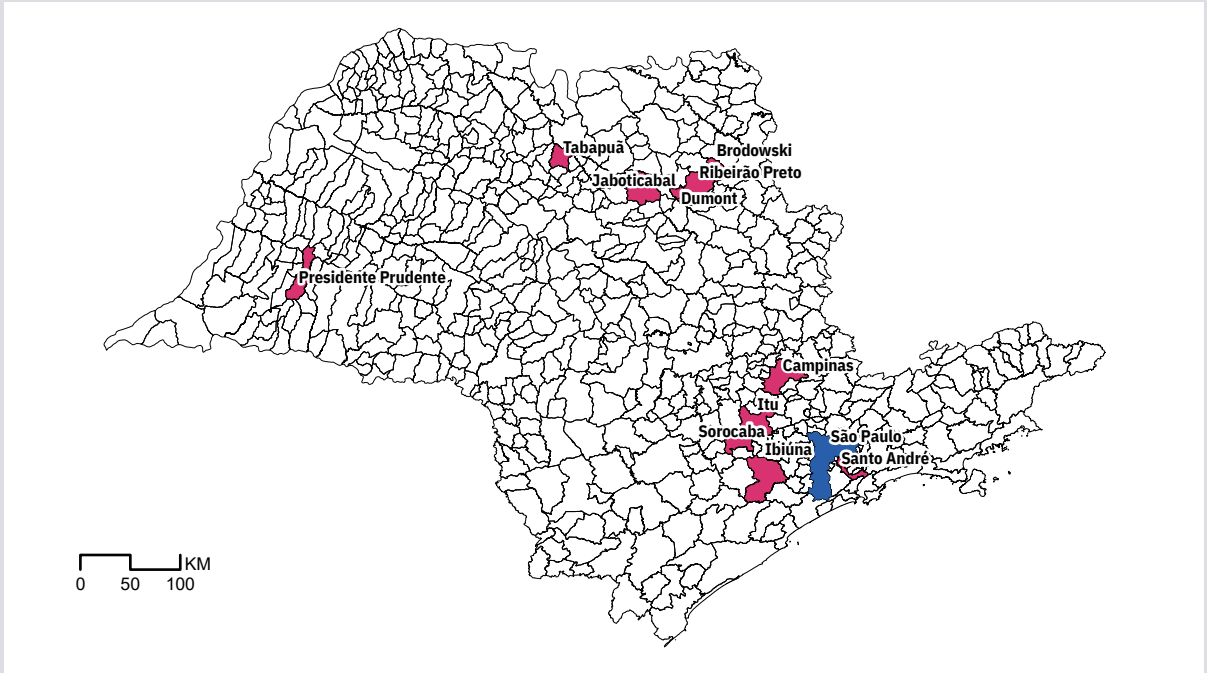 Tabapuã
Brodowski
Jaboticabal
Ribeirão Preto
Dumont
Presidente Prudente
Campinas
Itu
Sorocaba
São Paulo
Ibiúna
Santo André
KM
0 50 100